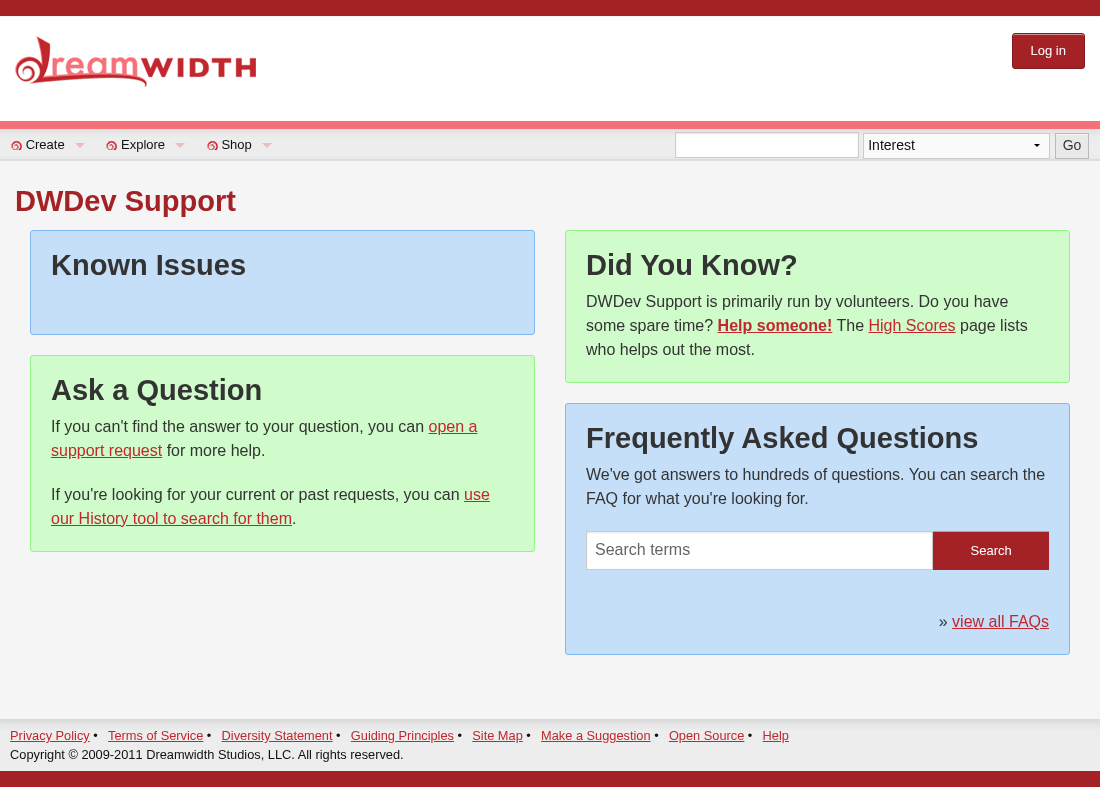 dreamWIDTH
Log in
Create Explore Shop Interest Go
DWDev Support
Known Issues
Ask a Question
If you can't find the answer to your question, you can open a
support request for more help.
If you're looking for your current or past requests, you can use
our History tool to search for them.
Did You Know?
DWDev Support is primarily run by volunteers. Do you have
some spare time? Help someone! The High Scores page lists
who helps out the most.
Frequently Asked Questions
We've got answers to hundreds of questions. You can search the
FAQ for what you're looking for.
Search terms Search
» view all FAQs
Privacy Policy • Terms of Service • Diversity Statement • Guiding Principles • Site Map • Make a Suggestion • Open Source • Help
Copyright © 2009-2011 Dreamwidth Studios, LLC. All rights reserved.